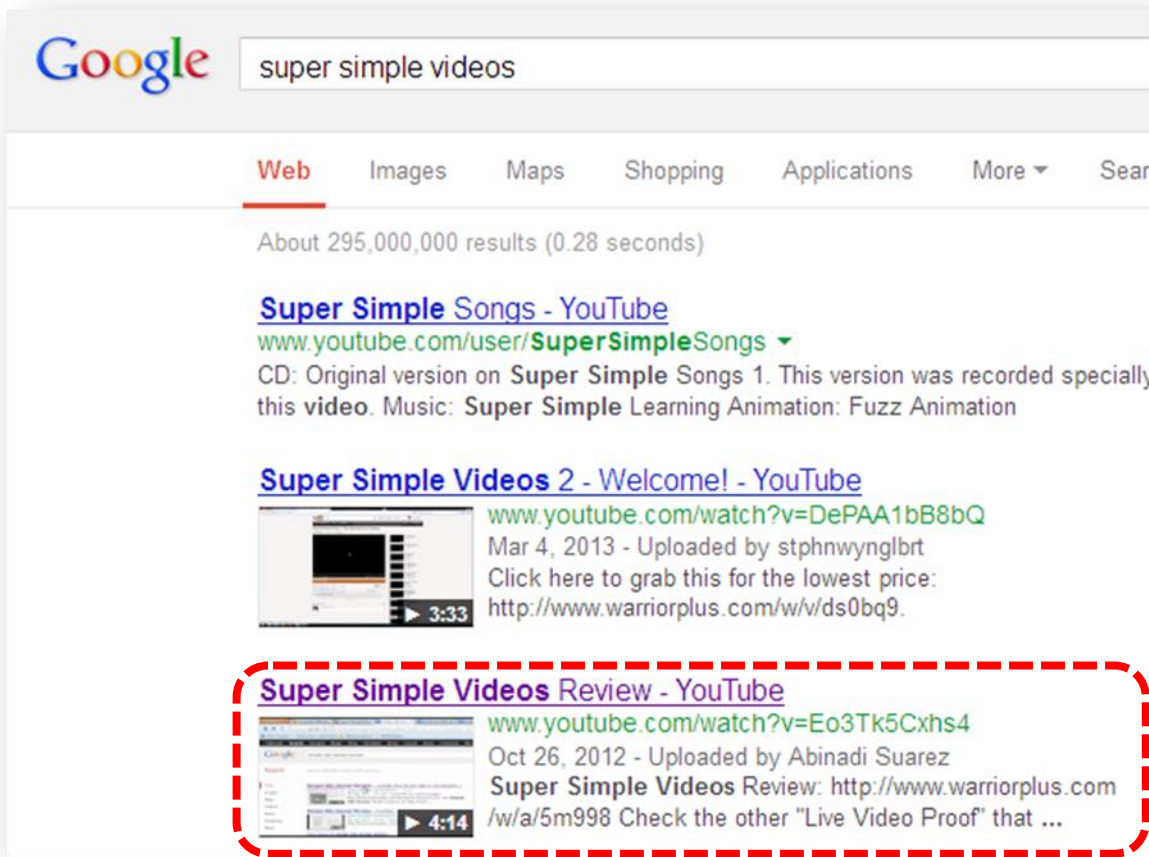 Google
super simple videos
Web Images Maps Shopping Applications More Sear
About 295,000,000 results (0.28 seconds)
Super Simple Songs - YouTube
www.youtube.com/user/SuperSimpleSongs
CD: Original version on Super Simple Songs 1. This version was recorded specially
this video. Music: Super Simple Learning Animation: Fuzz Animation
Super Simple Videos 2 - Welcome! - YouTube
www.youtube.com/watch?v=DePAA1bB8bQ
Mar 4, 2013 - Uploaded by stphnwynglbrt
Click here to grab this for the lowest price:
http://www.warriorplus.com/w/v/ds0bq9.
3:33
Super Simple Videos Review - YouTube
www.youtube.com/watch?v=Eo3Tk5Cxhs4
Oct 26, 2012 - Uploaded by Abinadi Suarez
Super Simple Videos Review: http://www.warriorplus.com
/w/a/5m998 Check the other "Live Video Proof" that ...
4:14